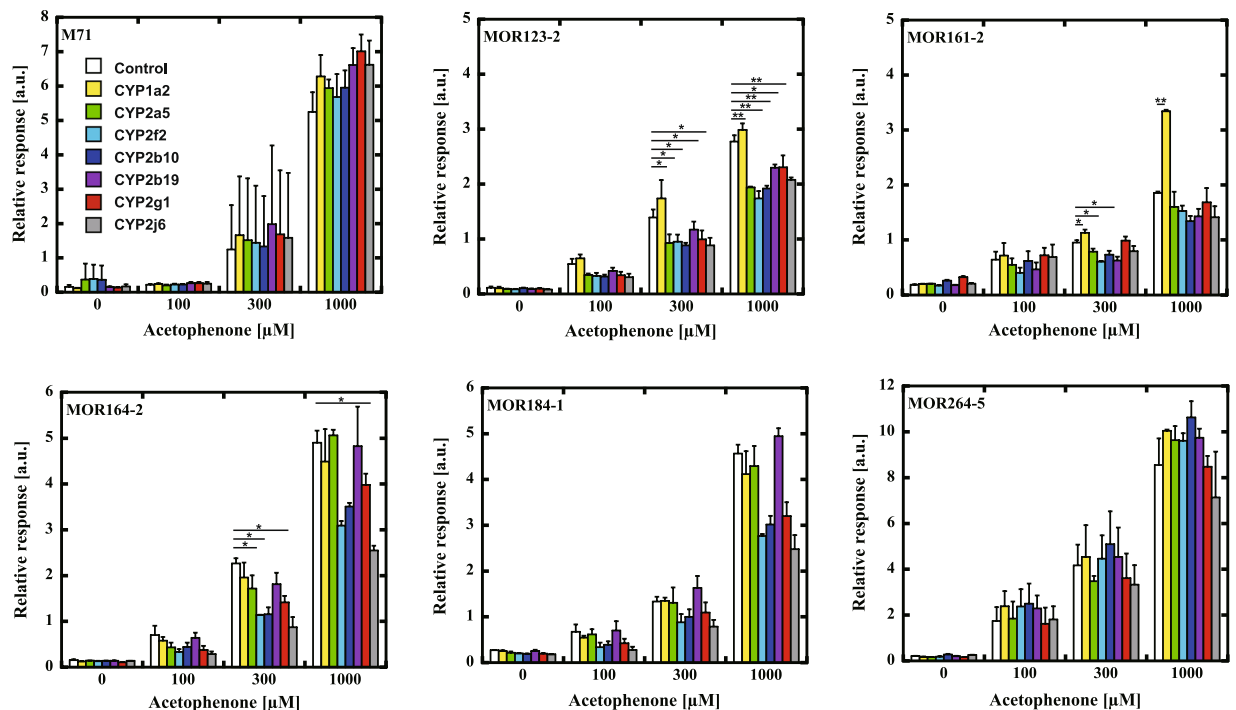 M71
Relative response [a.u.]
8
7
6
5
4
3
2
1
0
Control
CYP1a2
CYP2a5
CYP2f2
CYP2b10
CYP2b19
CYP2g1
CYP2j6
0 100 300 1000
Acetophenone [µM]
MOR123-2
Relative response [a.u.]
5
4
3
2
1
0
* * * *
** ** ** * **
0 100 300 1000
Acetophenone [µM]
MOR161-2
Relative response [a.u.]
5
4
3
2
1
0
* * *
**
0 100 300 1000
Acetophenone [µM]
MOR164-2
Relative response [a.u.]
6
5
4
3
2
1
0
* * *
*
0 100 300 1000
Acetophenone [µM]
MOR184-1
Relative response [a.u.]
6
5
4
3
2
1
0
0 100 300 1000
Acetophenone [µM]
MOR264-5
Relative response [a.u.]
12
10
8
6
4
2
0
0 100 300 1000
Acetophenone [µM]